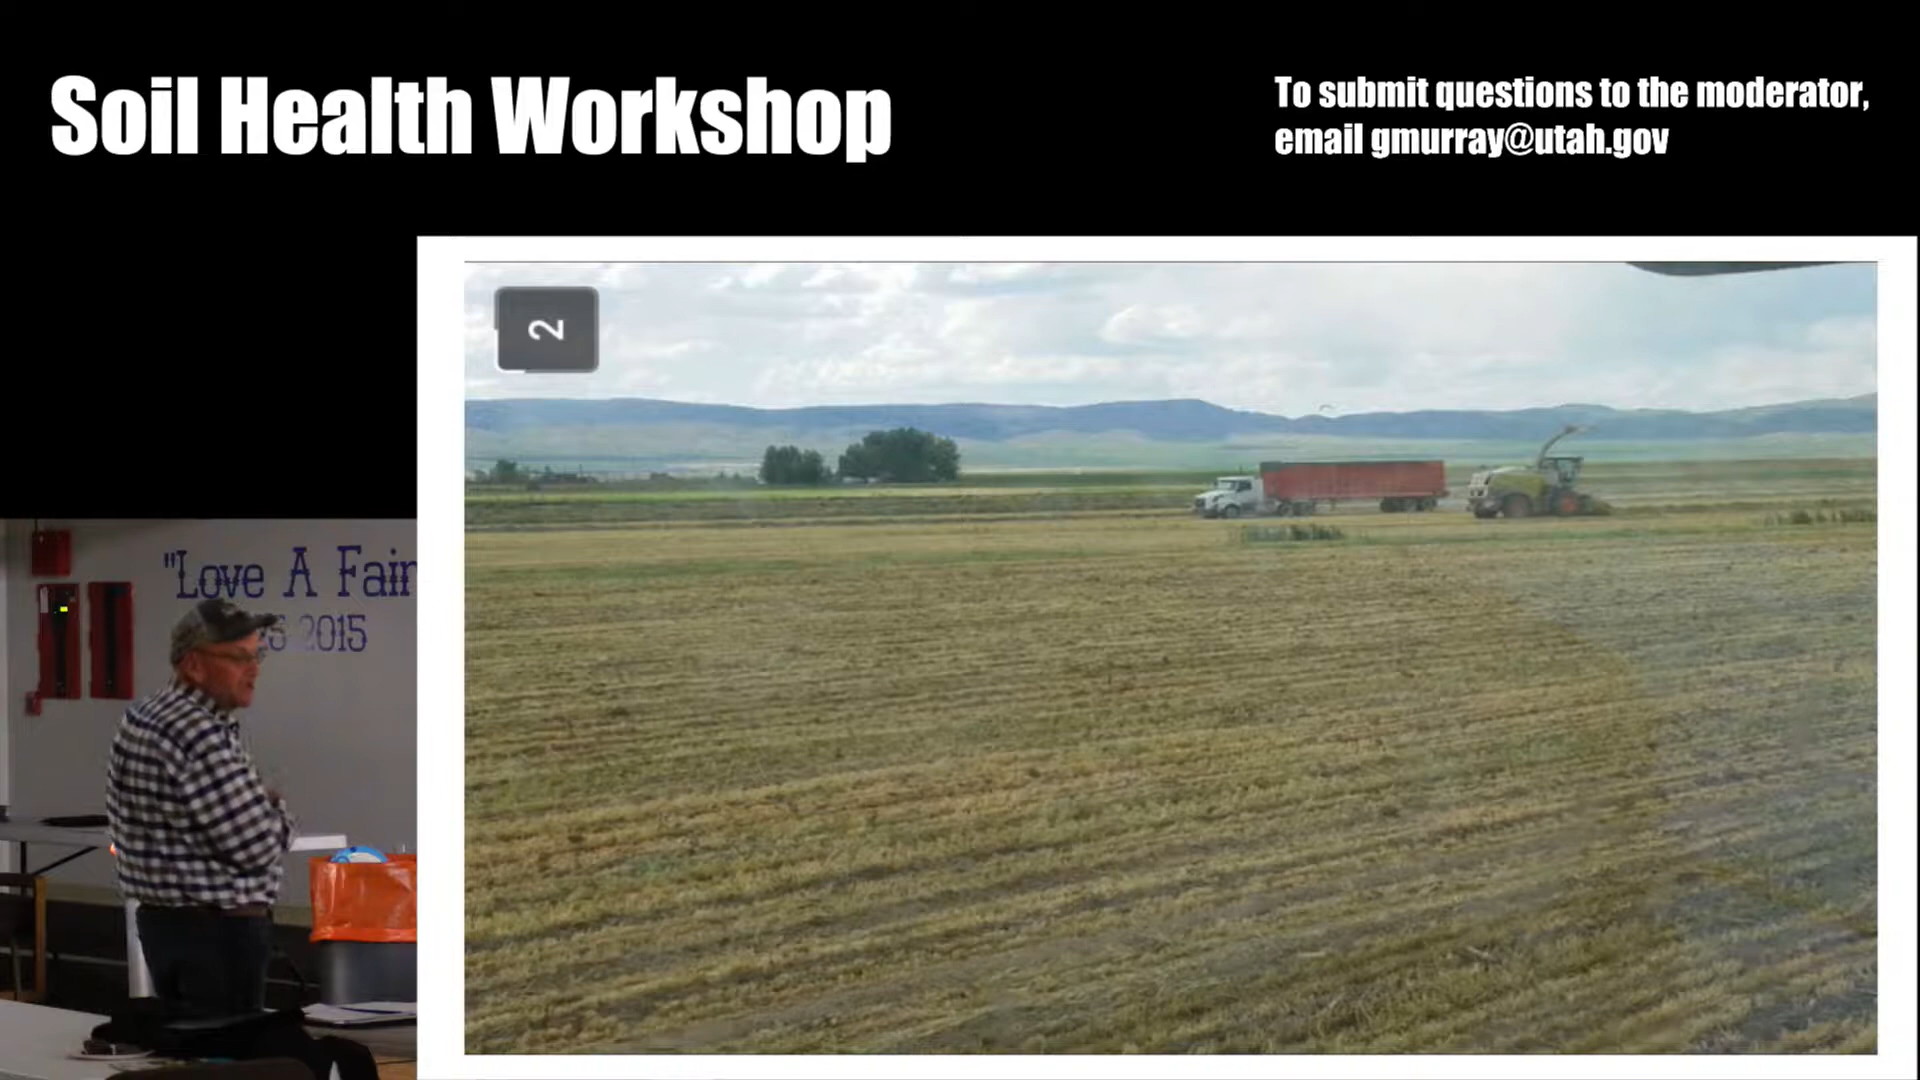 Soil Health Workshop
To submit questions to the moderator,
email gmurray@utah.gov
2
"Love A Fair
2015